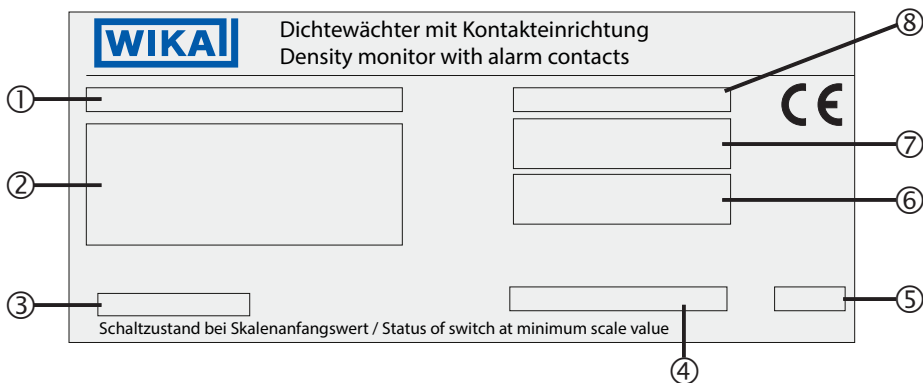 WIKA
Dichtewächter mit Kontakteinrichtung
Density monitor with alarm contacts
CE
①
②
③
④
⑤
⑥
⑦
⑧
Schaltzustand bei Skalenanfangswert / Status of switch at minimum scale value